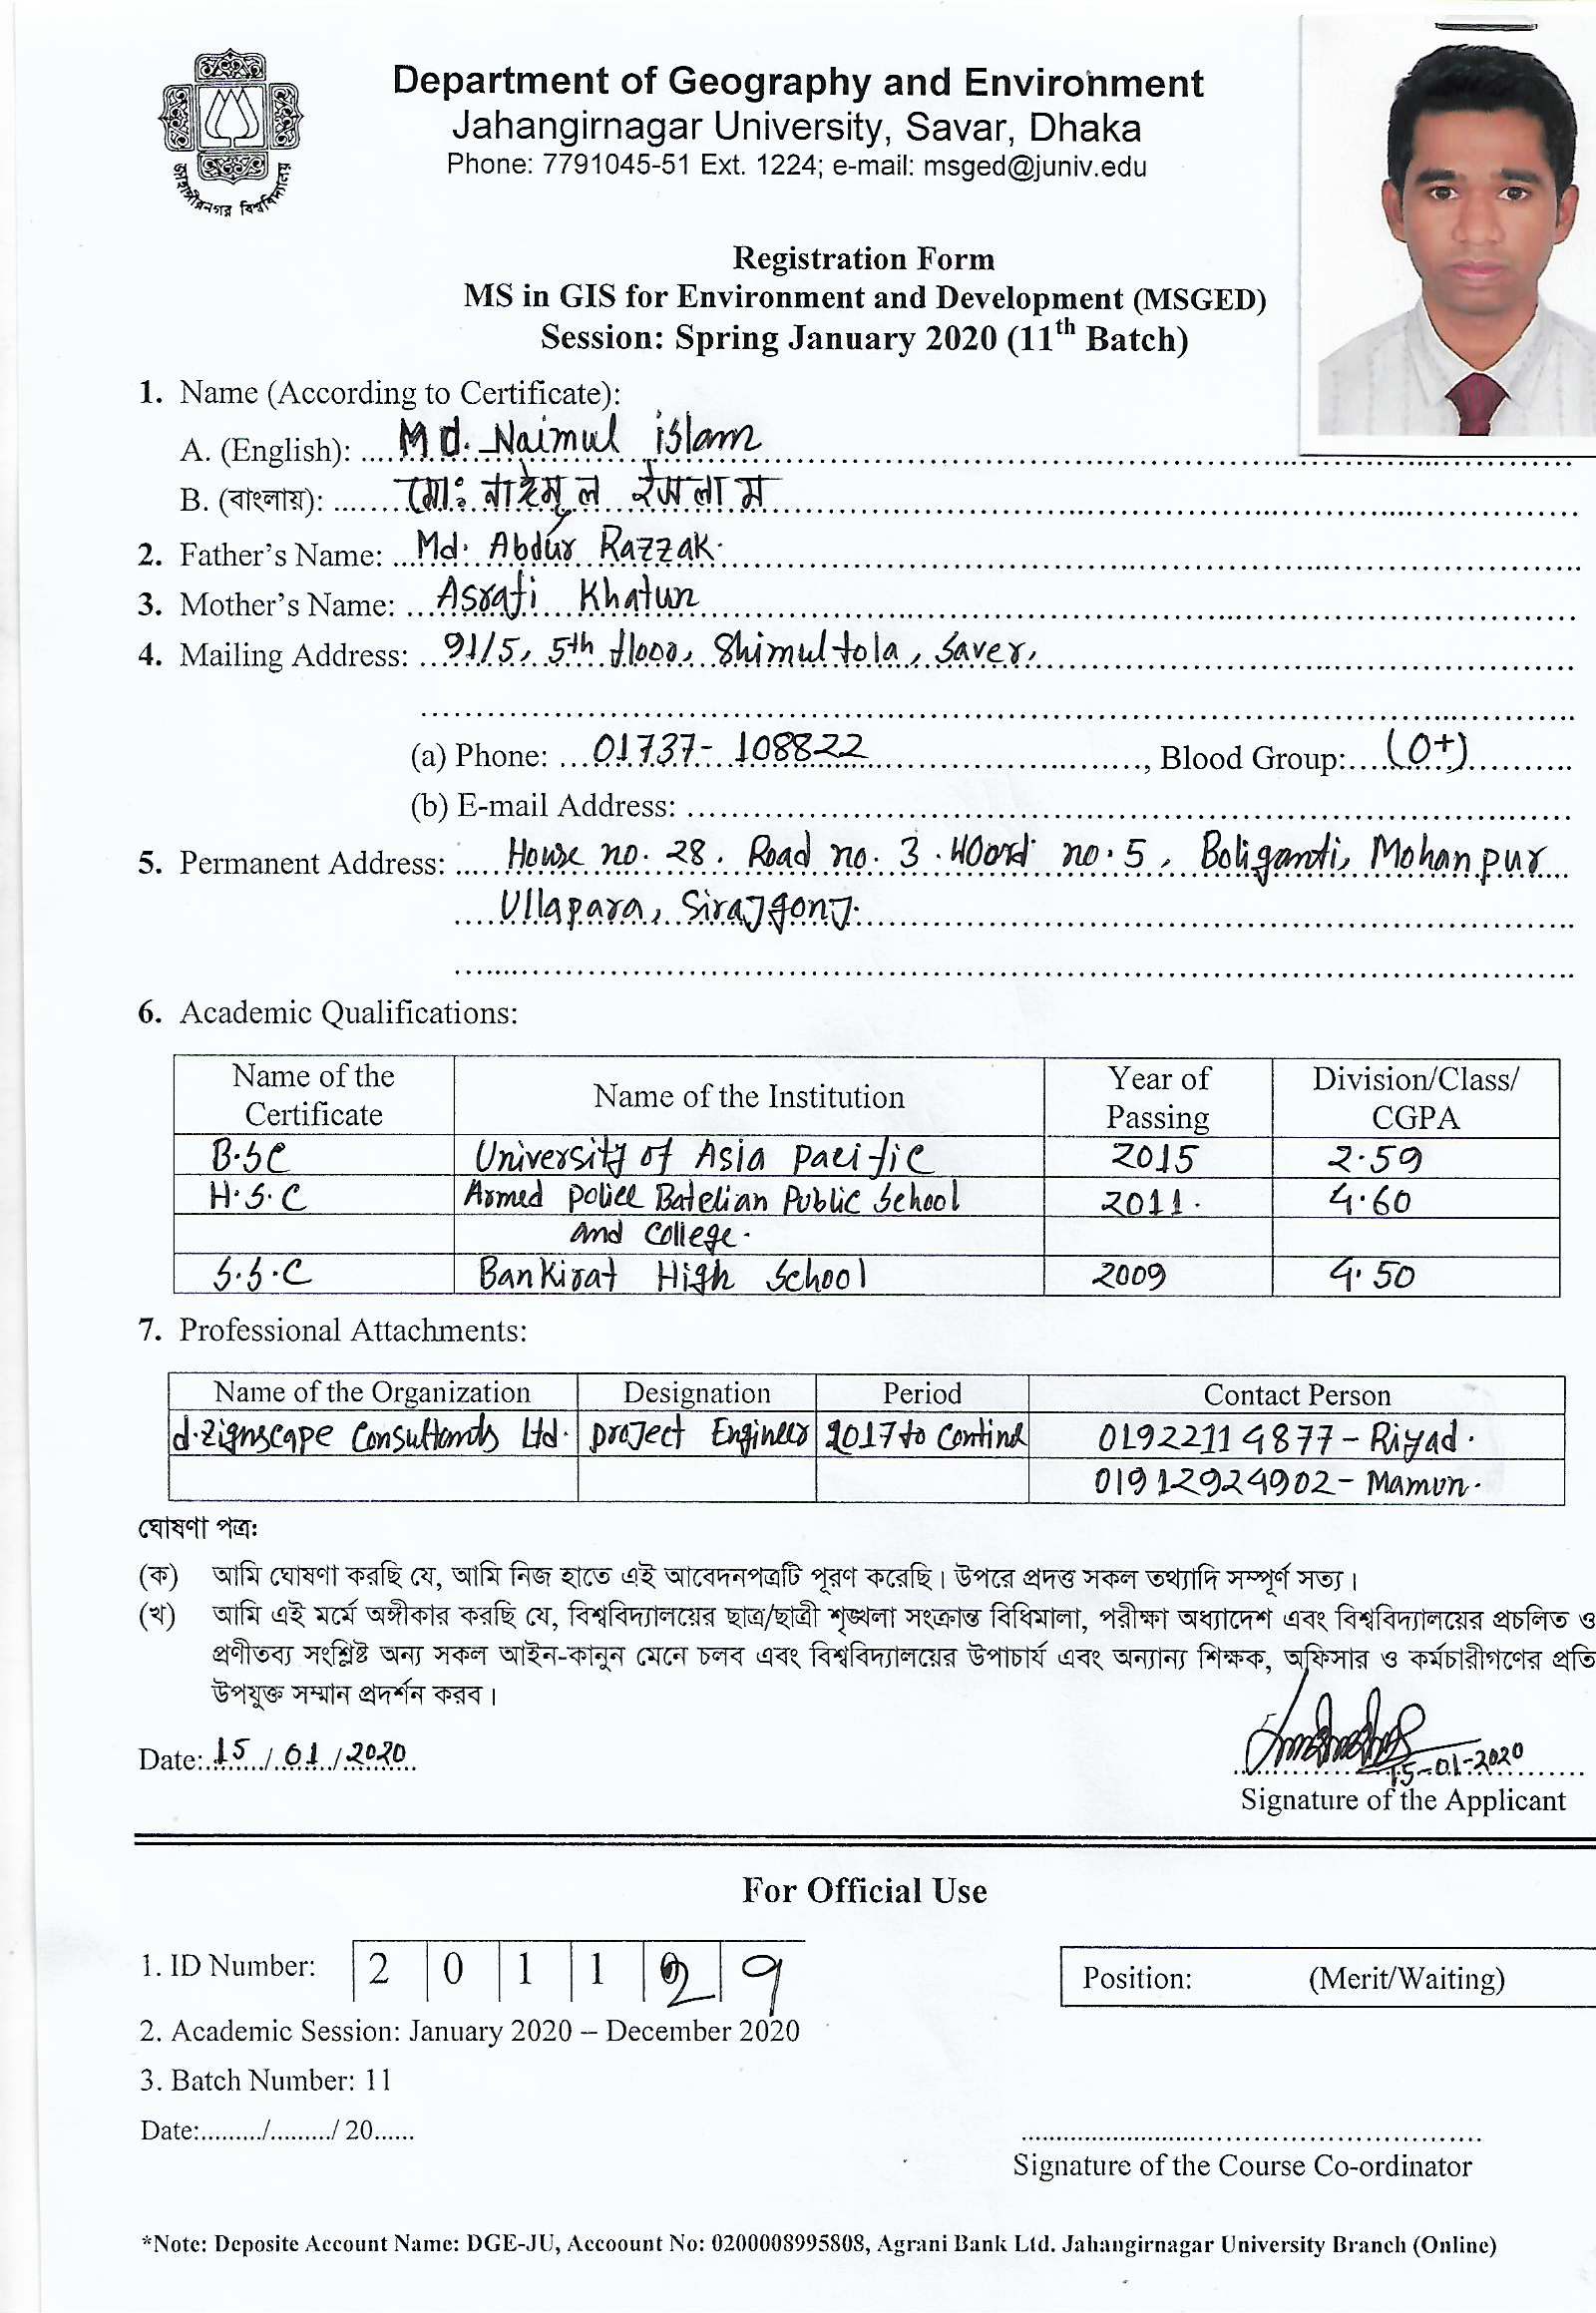 জাহাঙ্গীরনগর বিশ্ববিদ্যালয়
Department of Geography and Environment
Jahangirnagar University, Savar, Dhaka
Phone: 7791045-51 Ext. 1224; e-mail: msged@juniv.edu
Registration Form
MS in GIS for Environment and Development (MSGED)
Session: Spring January 2020 (11th Batch)
1. Name (According to Certificate):
A. (English): Md. Naimul islam
B. (বাংলায়): মোঃ নাইমুল ইসলাম
2. Father's Name: Md. Abdur Razzak.
3. Mother's Name: Asrafi Khatun
4. Mailing Address: 91/5, 5th floor, Shimultola, Saver,
(a) Phone: 01737-108822, Blood Group: (O+)
(b) E-mail Address:
5. Permanent Address: House no. 28. Road no. 3. Word no. 5, Boliganti, Mohanpur
Ullapara, Sirajgonj.
6. Academic Qualifications:
Name of the Certificate Name of the Institution Year of Passing Division/Class/ CGPA
B.SC University of Asia Pacific 2015 2.59
H.S.C Armed police Batelian Public School 2011. 4.60
and College.
S.S.C Bankirat High School 2009 4.50
7. Professional Attachments:
Name of the Organization Designation Period Contact Person
d.zignscape Consultands Ltd. project Engineer 2017 to Contine 01922114877 - Riyad.
01912924902 - Mamun.
ঘোষণা পত্র:
(ক) আমি ঘোষণা করছি যে, আমি নিজ হাতে এই আবেদনপত্রটি পূরণ করেছি। উপরে প্রদত্ত সকল তথ্যাদি সম্পূর্ণ সত্য।
(খ) আমি এই মর্মে অঙ্গীকার করছি যে, বিশ্ববিদ্যালয়ের ছাত্র/ছাত্রী শৃঙ্খলা সংক্রান্ত বিধিমালা, পরীক্ষা অধ্যাদেশ এবং বিশ্ববিদ্যালয়ের প্রচলিত ও
প্রণীতব্য সংশ্লিষ্ট অন্য সকল আইন-কানুন মেনে চলব এবং বিশ্ববিদ্যালয়ের উপাচার্য এবং অন্যান্য শিক্ষক, অফিসার ও কর্মচারীগণের প্রতি
উপযুক্ত সম্মান প্রদর্শন করব।
Date: 15/01/2020
15-01-2020
Signature of the Applicant
For Official Use
1. ID Number: 2 0 1 1 2 9
Position: (Merit/Waiting)
2. Academic Session: January 2020 – December 2020
3. Batch Number: 11
Date:........./........./ 20......
Signature of the Course Co-ordinator
*Note: Deposite Account Name: DGE-JU, Accoount No: 0200008995808, Agrani Bank Ltd. Jahangirnagar University Branch (Online)